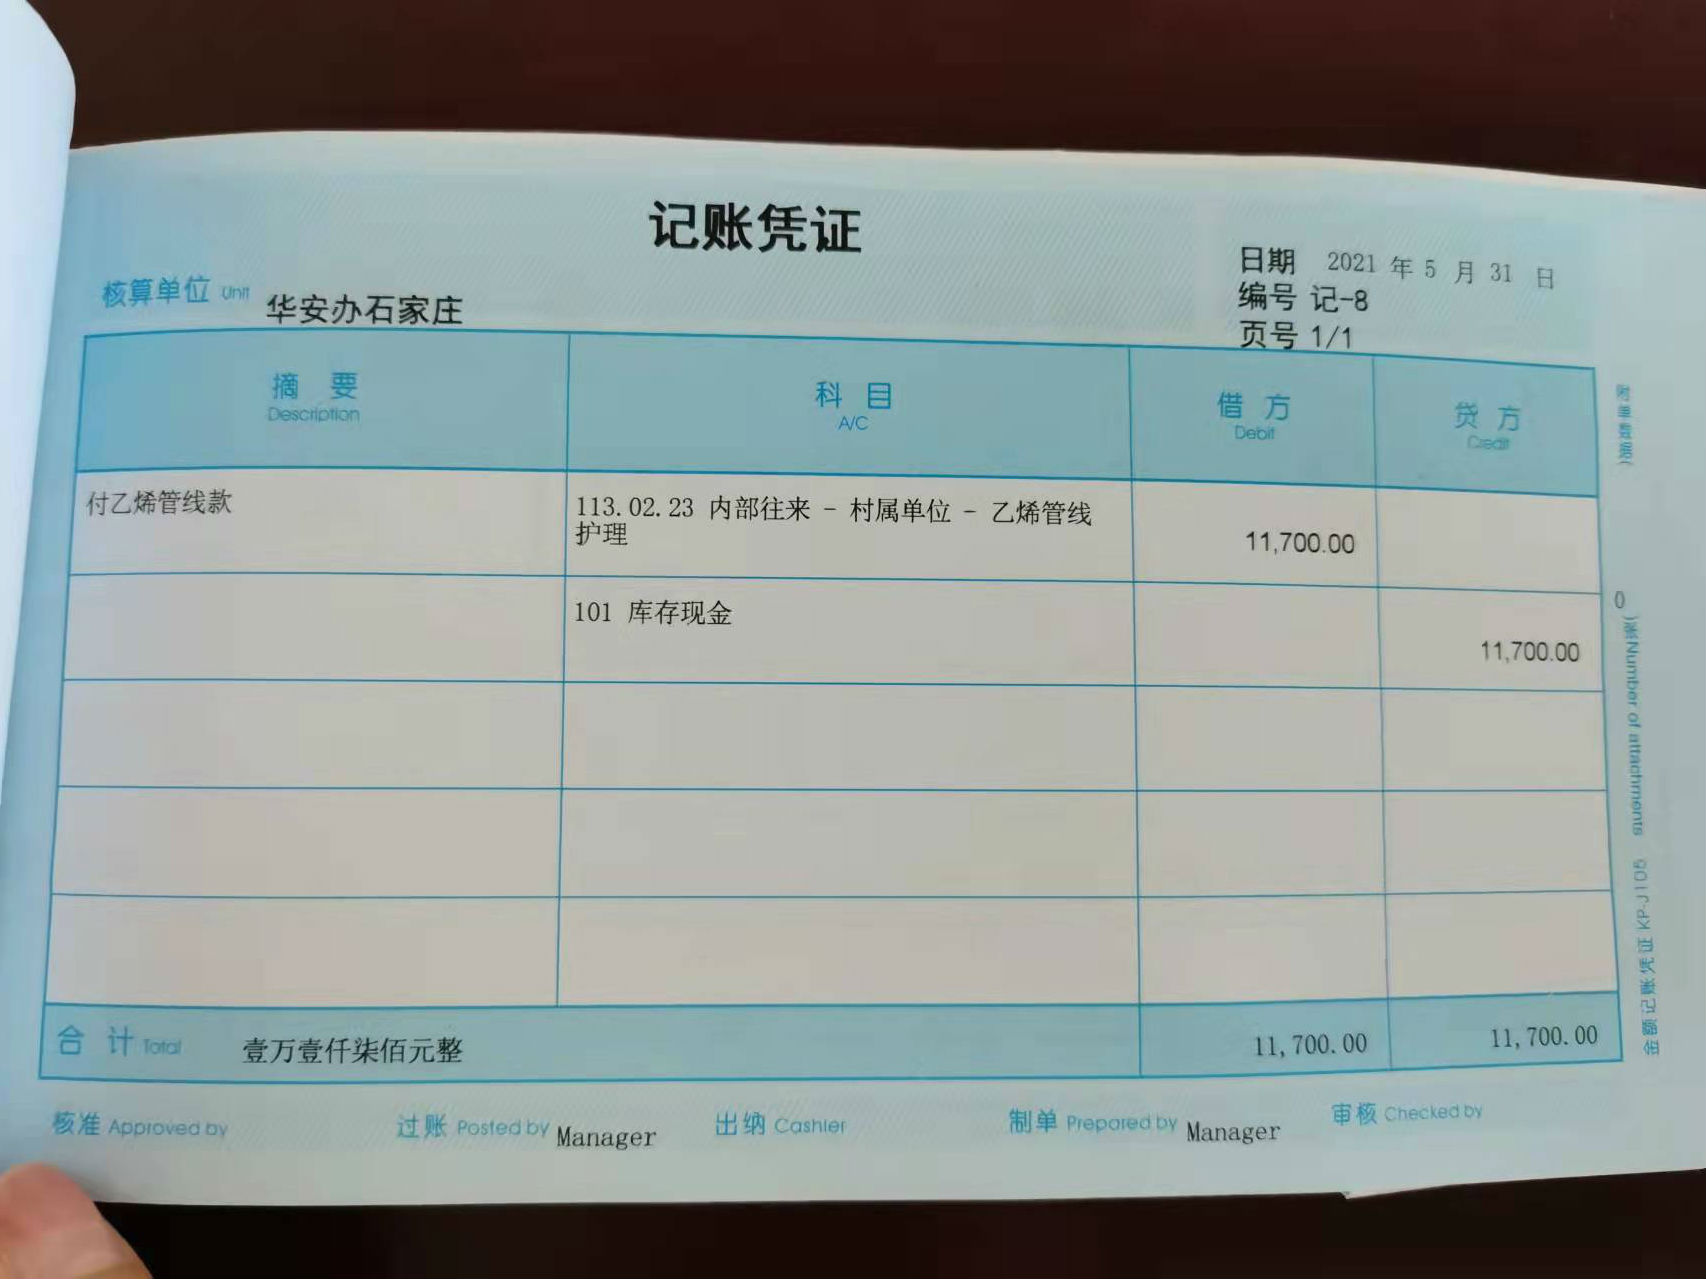 记账凭证
日期 2021 年 5 月 31 日
核算单位 Unit 华安办石家庄
编号 记-8
页号 1/1
摘 要 科 目 借 方 贷 方
Description A/C Debit Credit
付乙烯管线款 113.02.23 内部往来 - 村属单位 - 乙烯管线
护理 11,700.00
101 库存现金
11,700.00
合 计 Total 壹万壹仟柒佰元整 11,700.00 11,700.00
核准 Approved by 过账 Posted by Manager 出纳 Cashier 制单 Prepared by Manager 审核 Checked by
附单数据( 0 )张 Number of attachments 金额记账凭证 KP-J105